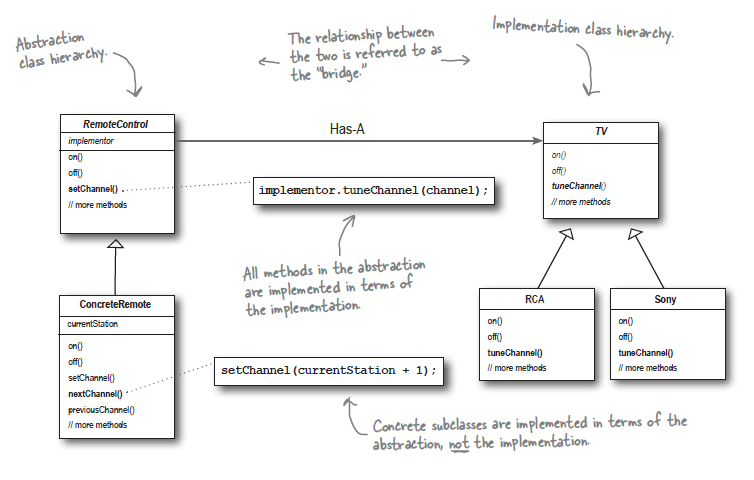 Abstraction
class hierarchy.
The relationship between
the two is referred to as
the "bridge."
Implementation class hierarchy.
RemoteControl
implementor
on()
off()
setChannel()
// more methods
Has-A
TV
on()
off()
tuneChannel()
// more methods
implementor.tuneChannel(channel);
All methods in the abstraction
are implemented in terms of
the implementation.
ConcreteRemote
currentStation
on()
off()
setChannel()
nextChannel()
previousChannel()
// more methods
setChannel(currentStation + 1);
RCA
on()
off()
tuneChannel()
// more methods
Sony
on()
off()
tuneChannel()
// more methods
Concrete subclasses are implemented in terms of the
abstraction, not the implementation.